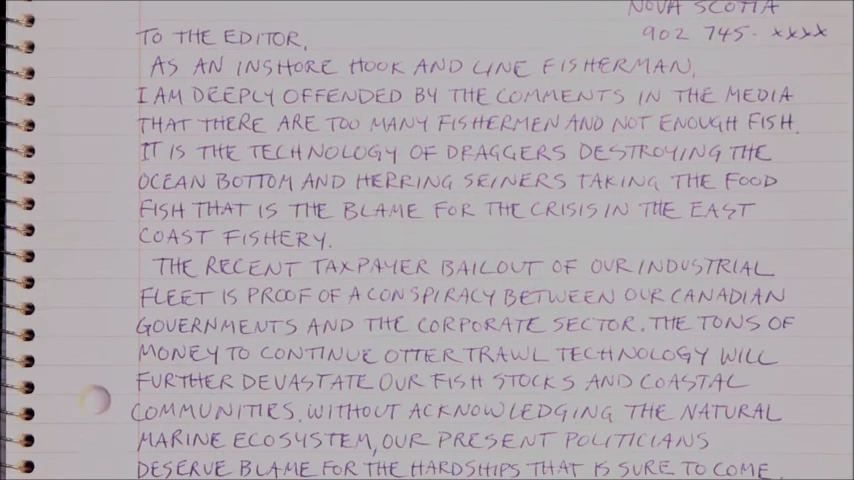 NOVA SCOTIA
902 745-xxxx
TO THE EDITOR,
AS AN INSHORE HOOK AND LINE FISHERMAN,
I AM DEEPLY OFFENDED BY THE COMMENTS IN THE MEDIA
THAT THERE ARE TOO MANY FISHERMEN AND NOT ENOUGH FISH.
IT IS THE TECHNOLOGY OF DRAGGERS DESTROYING THE
OCEAN BOTTOM AND HERRING SEINERS TAKING THE FOOD
FISH THAT IS THE BLAME FOR THE CRISIS IN THE EAST
COAST FISHERY.
THE RECENT TAXPAYER BAILOUT OF OUR INDUSTRIAL
FLEET IS PROOF OF A CONSPIRACY BETWEEN OUR CANADIAN
GOVERNMENTS AND THE CORPORATE SECTOR. THE TONS OF
MONEY TO CONTINUE OTTER TRAWL TECHNOLOGY WILL
FURTHER DEVASTATE OUR FISH STOCKS AND COASTAL
COMMUNITIES. WITHOUT ACKNOWLEDGING THE NATURAL
MARINE ECOSYSTEM, OUR PRESENT POLITICIANS
DESERVE BLAME FOR THE HARDSHIPS THAT IS SURE TO COME.